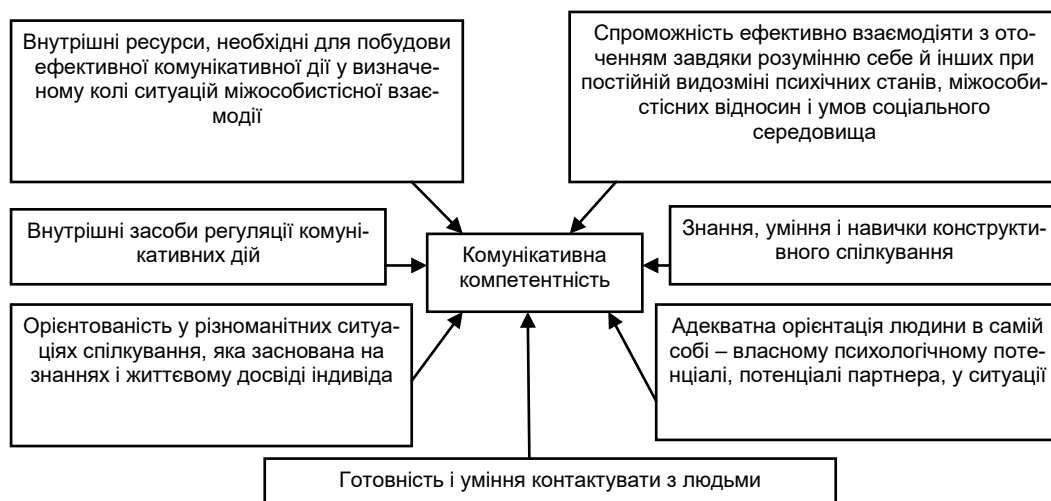 Внутрішні ресурси, необхідні для побудови
ефективної комунікативної дії у визначе-
ному колі ситуацій міжособистісної взає-
модії
Спроможність ефективно взаємодіяти з ото-
ченням завдяки розумінню себе й інших при
постійній видозміні психічних станів, міжособи-
стісних відносин і умов соціального
середовища
Внутрішні засоби регуляції комуні-
кативних дій
Комунікативна
компетентність
Знання, уміння і навички конструкти-
вного спілкування
Орієнтованість у різноманітних ситуа-
ціях спілкування, яка заснована на
знаннях і життєвому досвіді індивіда
Адекватна орієнтація людини в самій
собі – власному психологічному поте-
нціалі, потенціалі партнера, у ситуації
Готовність і уміння контактувати з людьми